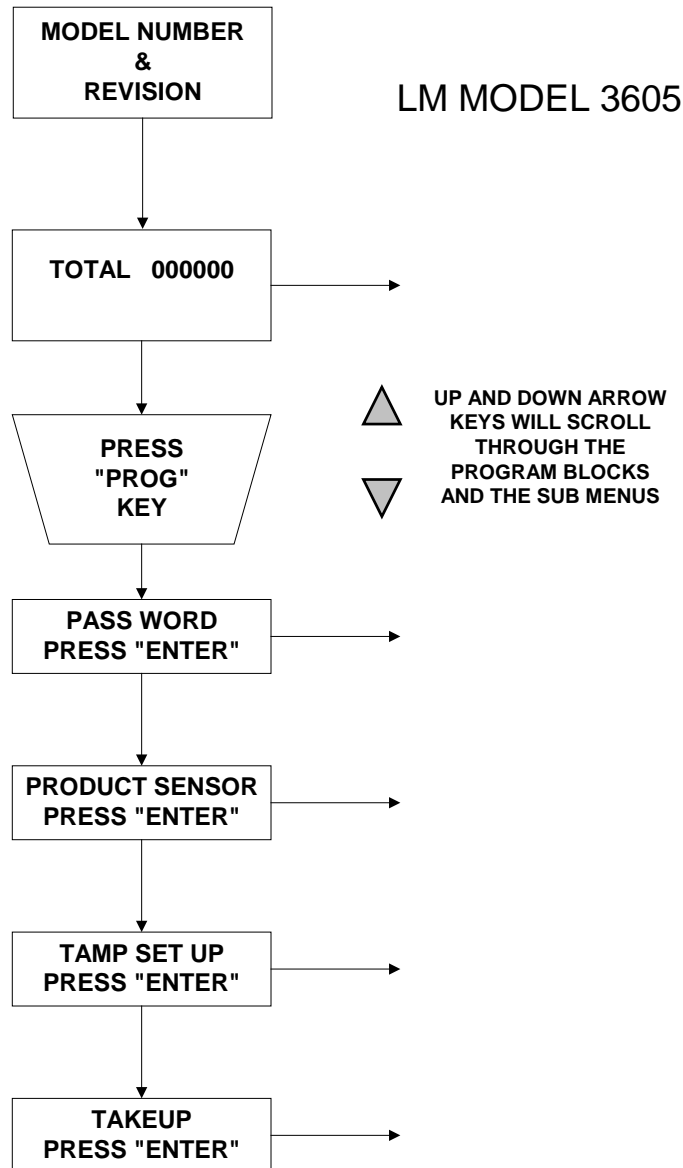 MODEL NUMBER
&
REVISION
LM MODEL 3605
TOTAL 000000
PRESS
"PROG"
KEY
UP AND DOWN ARROW
KEYS WILL SCROLL
THROUGH THE
PROGRAM BLOCKS
AND THE SUB MENUS
PASS WORD
PRESS "ENTER"
PRODUCT SENSOR
PRESS "ENTER"
TAMP SET UP
PRESS "ENTER"
TAKEUP
PRESS "ENTER"